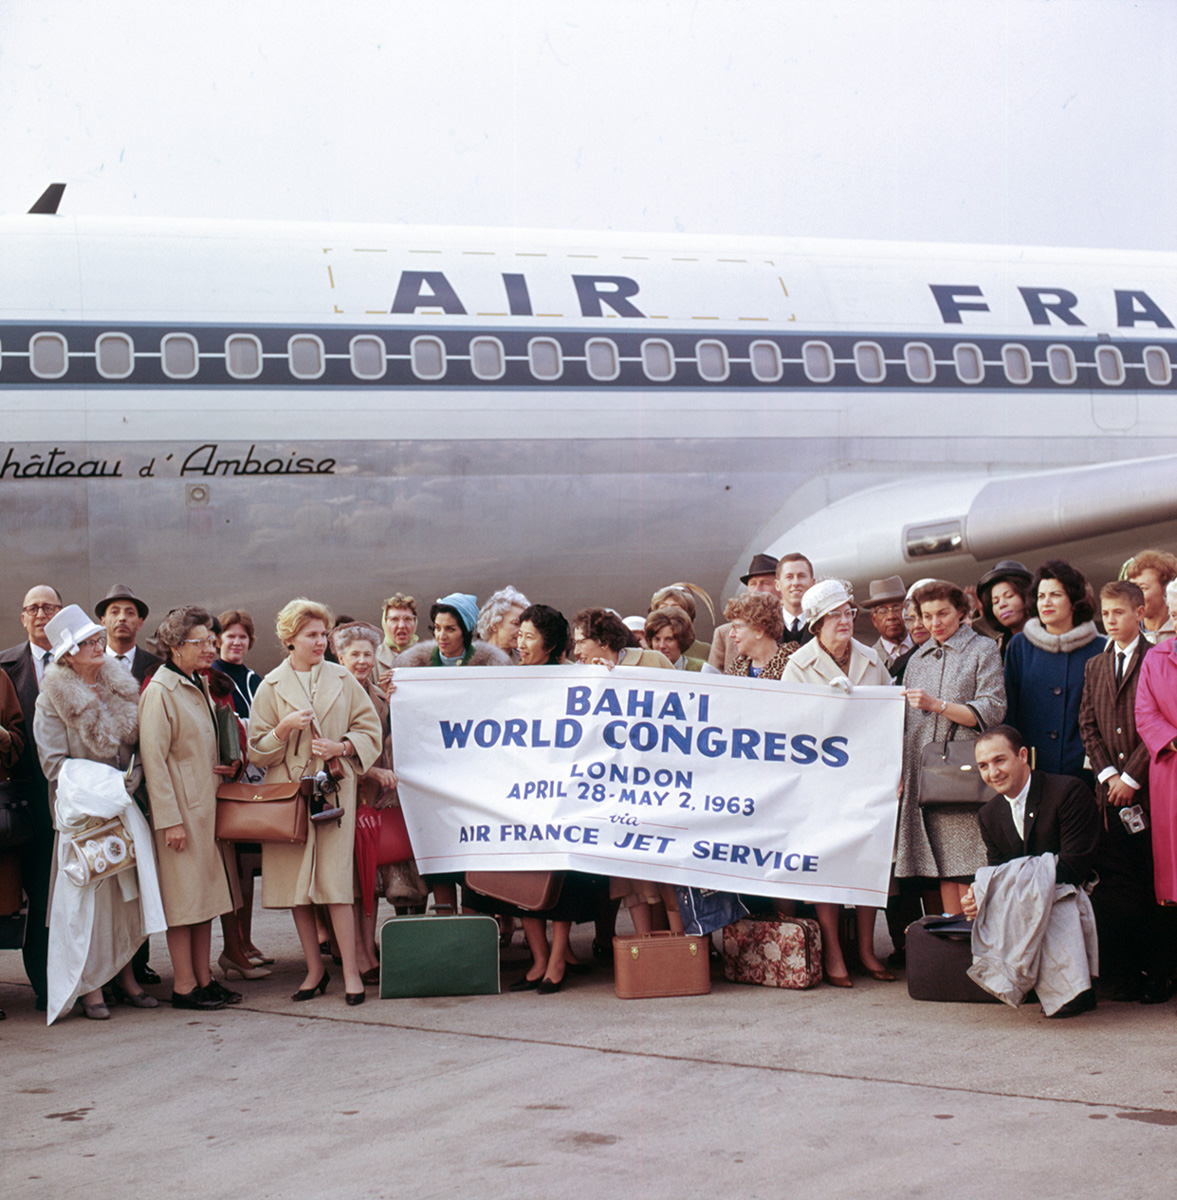 AIR FRA
hâteau d'Amboise
BAHA'I
WORLD CONGRESS
LONDON
APRIL 28-MAY 2, 1963
via
AIR FRANCE JET SERVICE